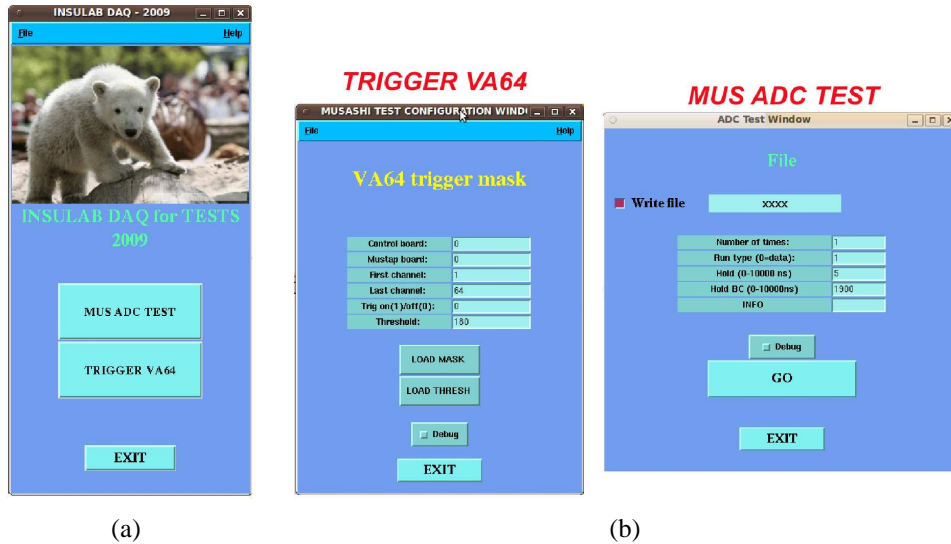 INSULAB DAQ - 2009
File Help
INSULAB DAQ for TESTS
2009
MUS ADC TEST
TRIGGER VA64
EXIT
(a)
TRIGGER VA64
MUSASHI TEST CONFIGURATION WIND
File Help
VA64 trigger mask
Control board: 0
Mustap board: 0
First channel: 1
Last channel: 64
Trig on(1)/off(0): 0
Threshold: 180
LOAD MASK
LOAD THRESH
Debug
EXIT
MUS ADC TEST
ADC Test Window
File
Write file xxxx
Number of times: 1
Run type (0=data): 1
Hold (0-10000 ns) 5
Hold BC (0-10000ns) 1900
INFO
Debug
GO
EXIT
(b)